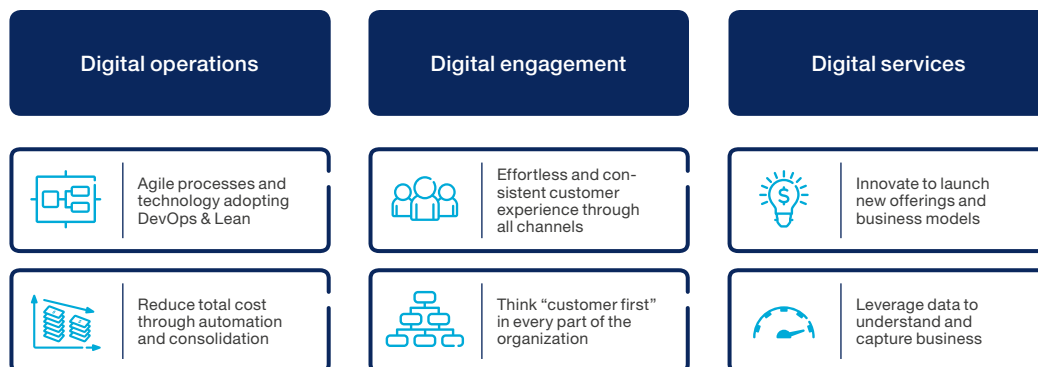 Digital operations
Digital engagement
Digital services
Agile processes and
technology adopting
DevOps & Lean
Effortless and con-
sistent customer
experience through
all channels
Innovate to launch
new offerings and
business models
Reduce total cost
through automation
and consolidation
Think “customer first”
in every part of the
organization
Leverage data to
understand and
capture business
$